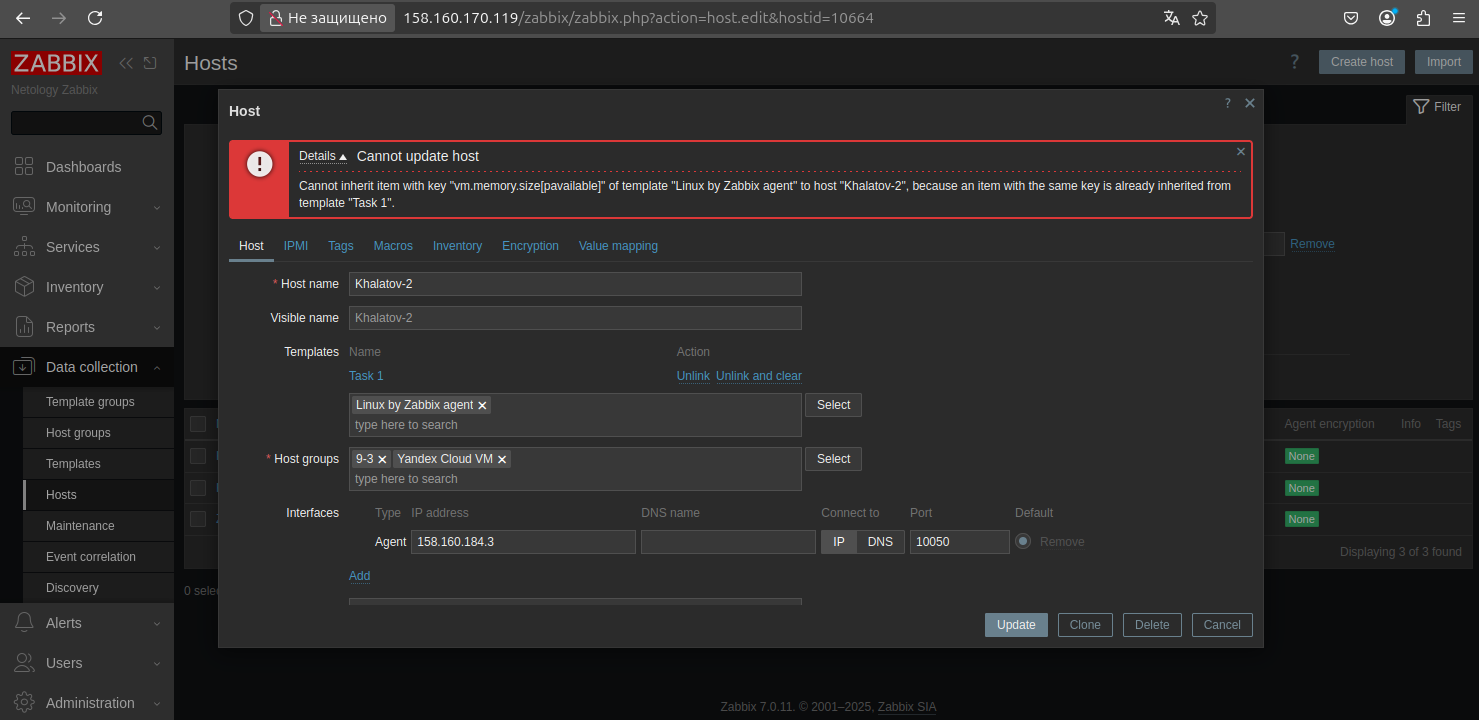 Не защищено 158.160.170.119/zabbix/zabbix.php?action=host.edit&hostid=10664
ZABBIX
Netology Zabbix
Dashboards
Monitoring
Services
Inventory
Reports
Data collection
Template groups
Host groups
Templates
Hosts
Maintenance
Event correlation
Discovery
Alerts
Users
Administration
Hosts
? Create host Import
Filter
Host
?
Details Cannot update host
Cannot inherit item with key "vm.memory.size[pavailable]" of template "Linux by Zabbix agent" to host "Khalatov-2", because an item with the same key is already inherited from
template "Task 1".
Host IPMI Tags Macros Inventory Encryption Value mapping
* Host name Khalatov-2
Visible name Khalatov-2
Templates Name Action
Task 1 Unlink Unlink and clear
Linux by Zabbix agent Select
type here to search
* Host groups 9-3 Yandex Cloud VM Select
type here to search
Interfaces Type IP address DNS name Connect to Port Default
Agent 158.160.184.3 IP DNS 10050 Remove
Add
Update Clone Delete Cancel
Remove
Agent encryption Info Tags
None
None
None
Displaying 3 of 3 found
0 selec
Zabbix 7.0.11. © 2001–2025, Zabbix SIA